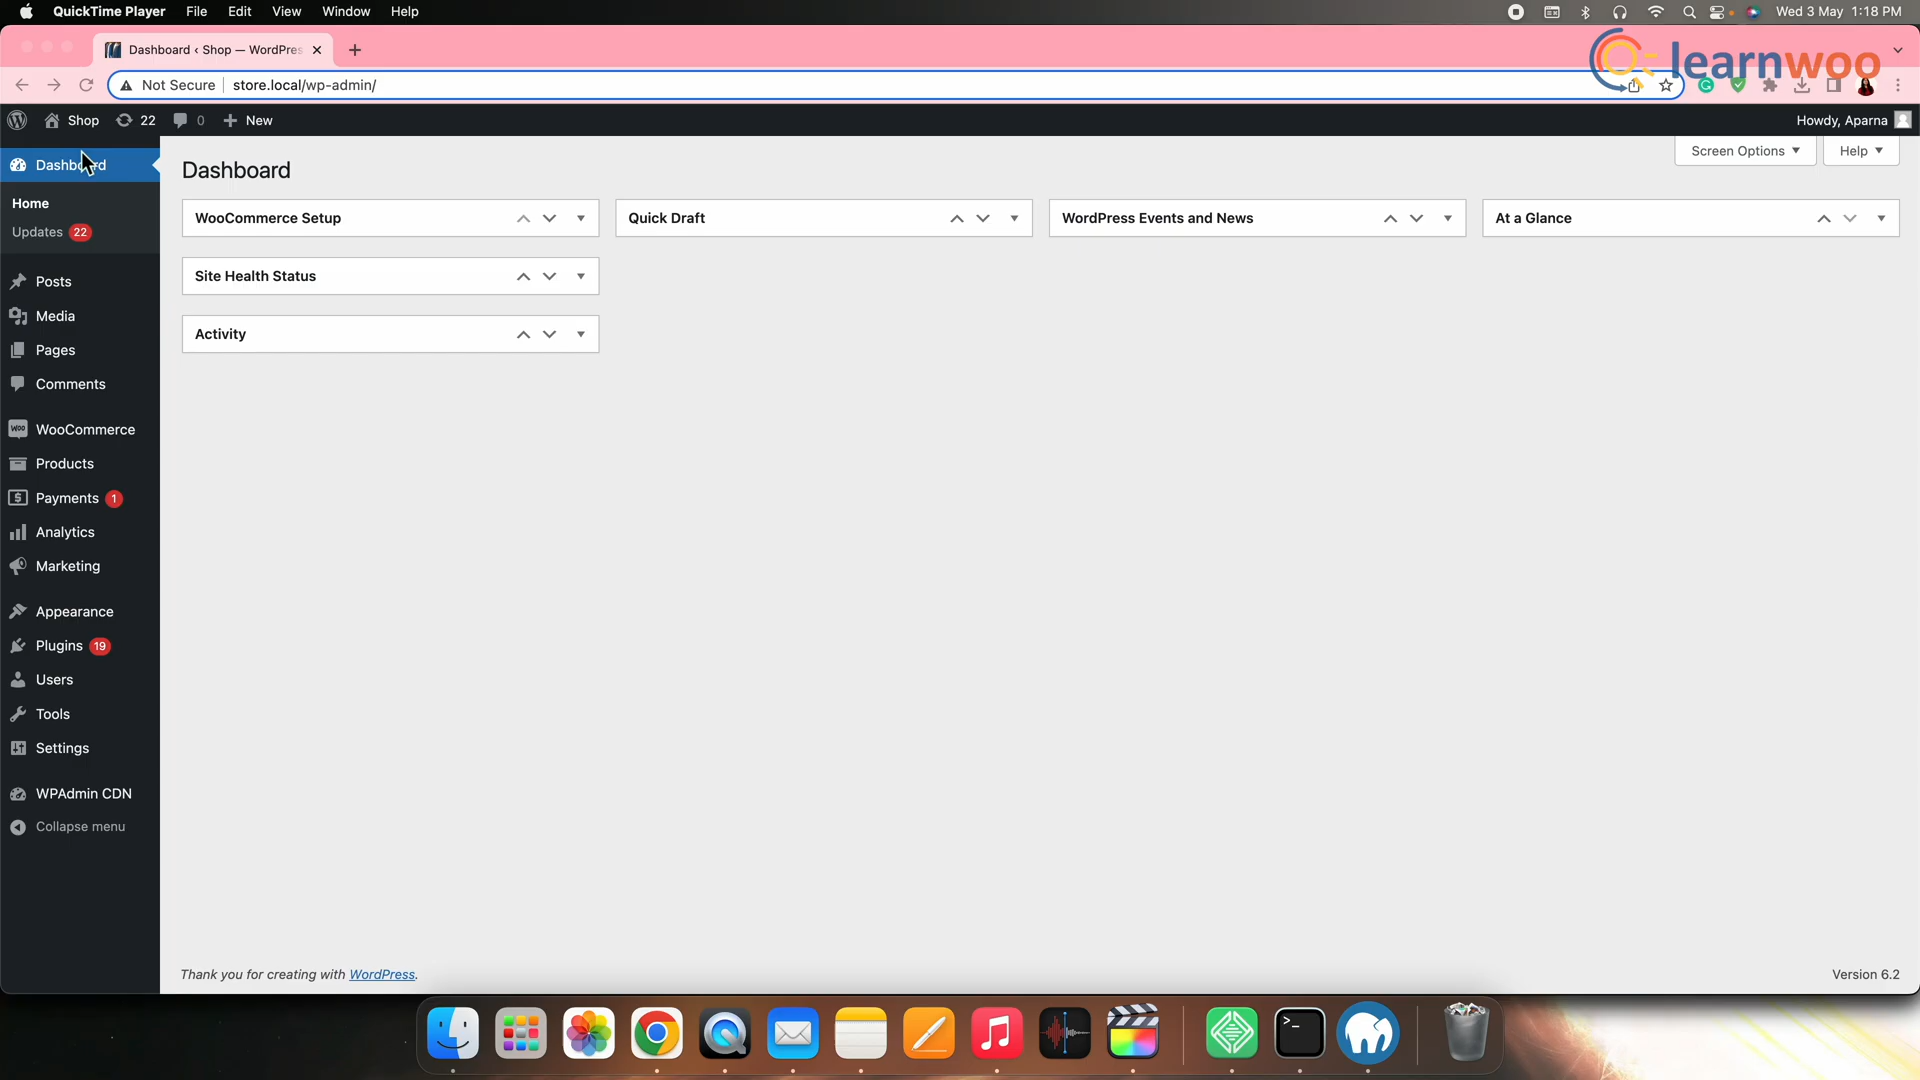 QuickTime Player File Edit View Window Help Wed 3 May 1:18 PM
Dashboard ‹ Shop — WordPres
learnwoo
Not Secure store.local/wp-admin/
Shop 22 0 New Howdy, Aparna
Screen Options Help
Dashboard
Home
Updates 22
Posts
Media
Pages
Comments
WooCommerce
Products
Payments 1
Analytics
Marketing
Appearance
Plugins 19
Users
Tools
Settings
WPAdmin CDN
Collapse menu
Dashboard
WooCommerce Setup
Quick Draft
WordPress Events and News
At a Glance
Site Health Status
Activity
Thank you for creating with WordPress. Version 6.2